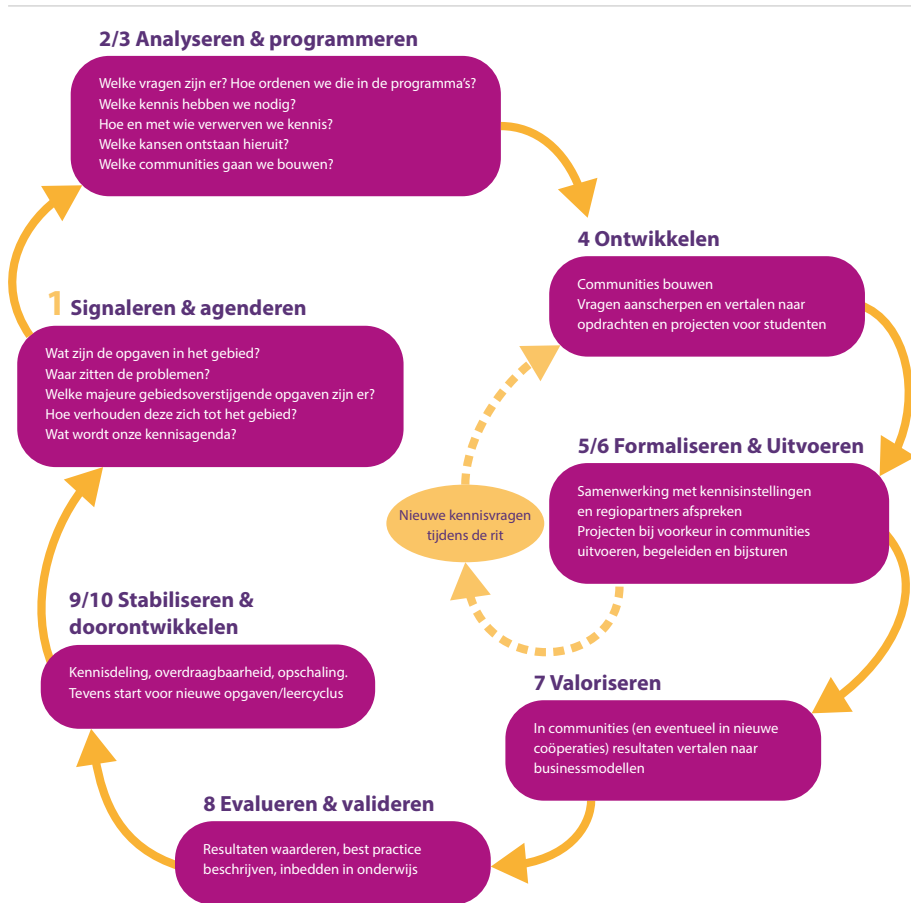 2/3 Analyseren & programmeren
Welke vragen zijn er? Hoe ordenen we die in de programma's?
Welke kennis hebben we nodig?
Hoe en met wie verwerven we kennis?
Welke kansen ontstaan hieruit?
Welke communities gaan we bouwen?
4 Ontwikkelen
Communities bouwen
Vragen aanscherpen en vertalen naar
opdrachten en projecten voor studenten
1 Signaleren & agenderen
Wat zijn de opgaven in het gebied?
Waar zitten de problemen?
Welke majeure gebiedsoverstijgende opgaven zijn er?
Hoe verhouden deze zich tot het gebied?
Wat wordt onze kennisagenda?
5/6 Formaliseren & Uitvoeren
Samenwerking met kennisinstellingen
en regiopartners afspreken
Projecten bij voorkeur in communities
uitvoeren, begeleiden en bijsturen
Nieuwe kennisvragen
tijdens de rit
9/10 Stabiliseren &
doorontwikkelen
Kennisdeling, overdraagbaarheid, opschaling.
Tevens start voor nieuwe opgaven/leercyclus
7 Valoriseren
In communities (en eventueel in nieuwe
coöperaties) resultaten vertalen naar
businessmodellen
8 Evalueren & valideren
Resultaten waarderen, best practice
beschrijven, inbedden in onderwijs